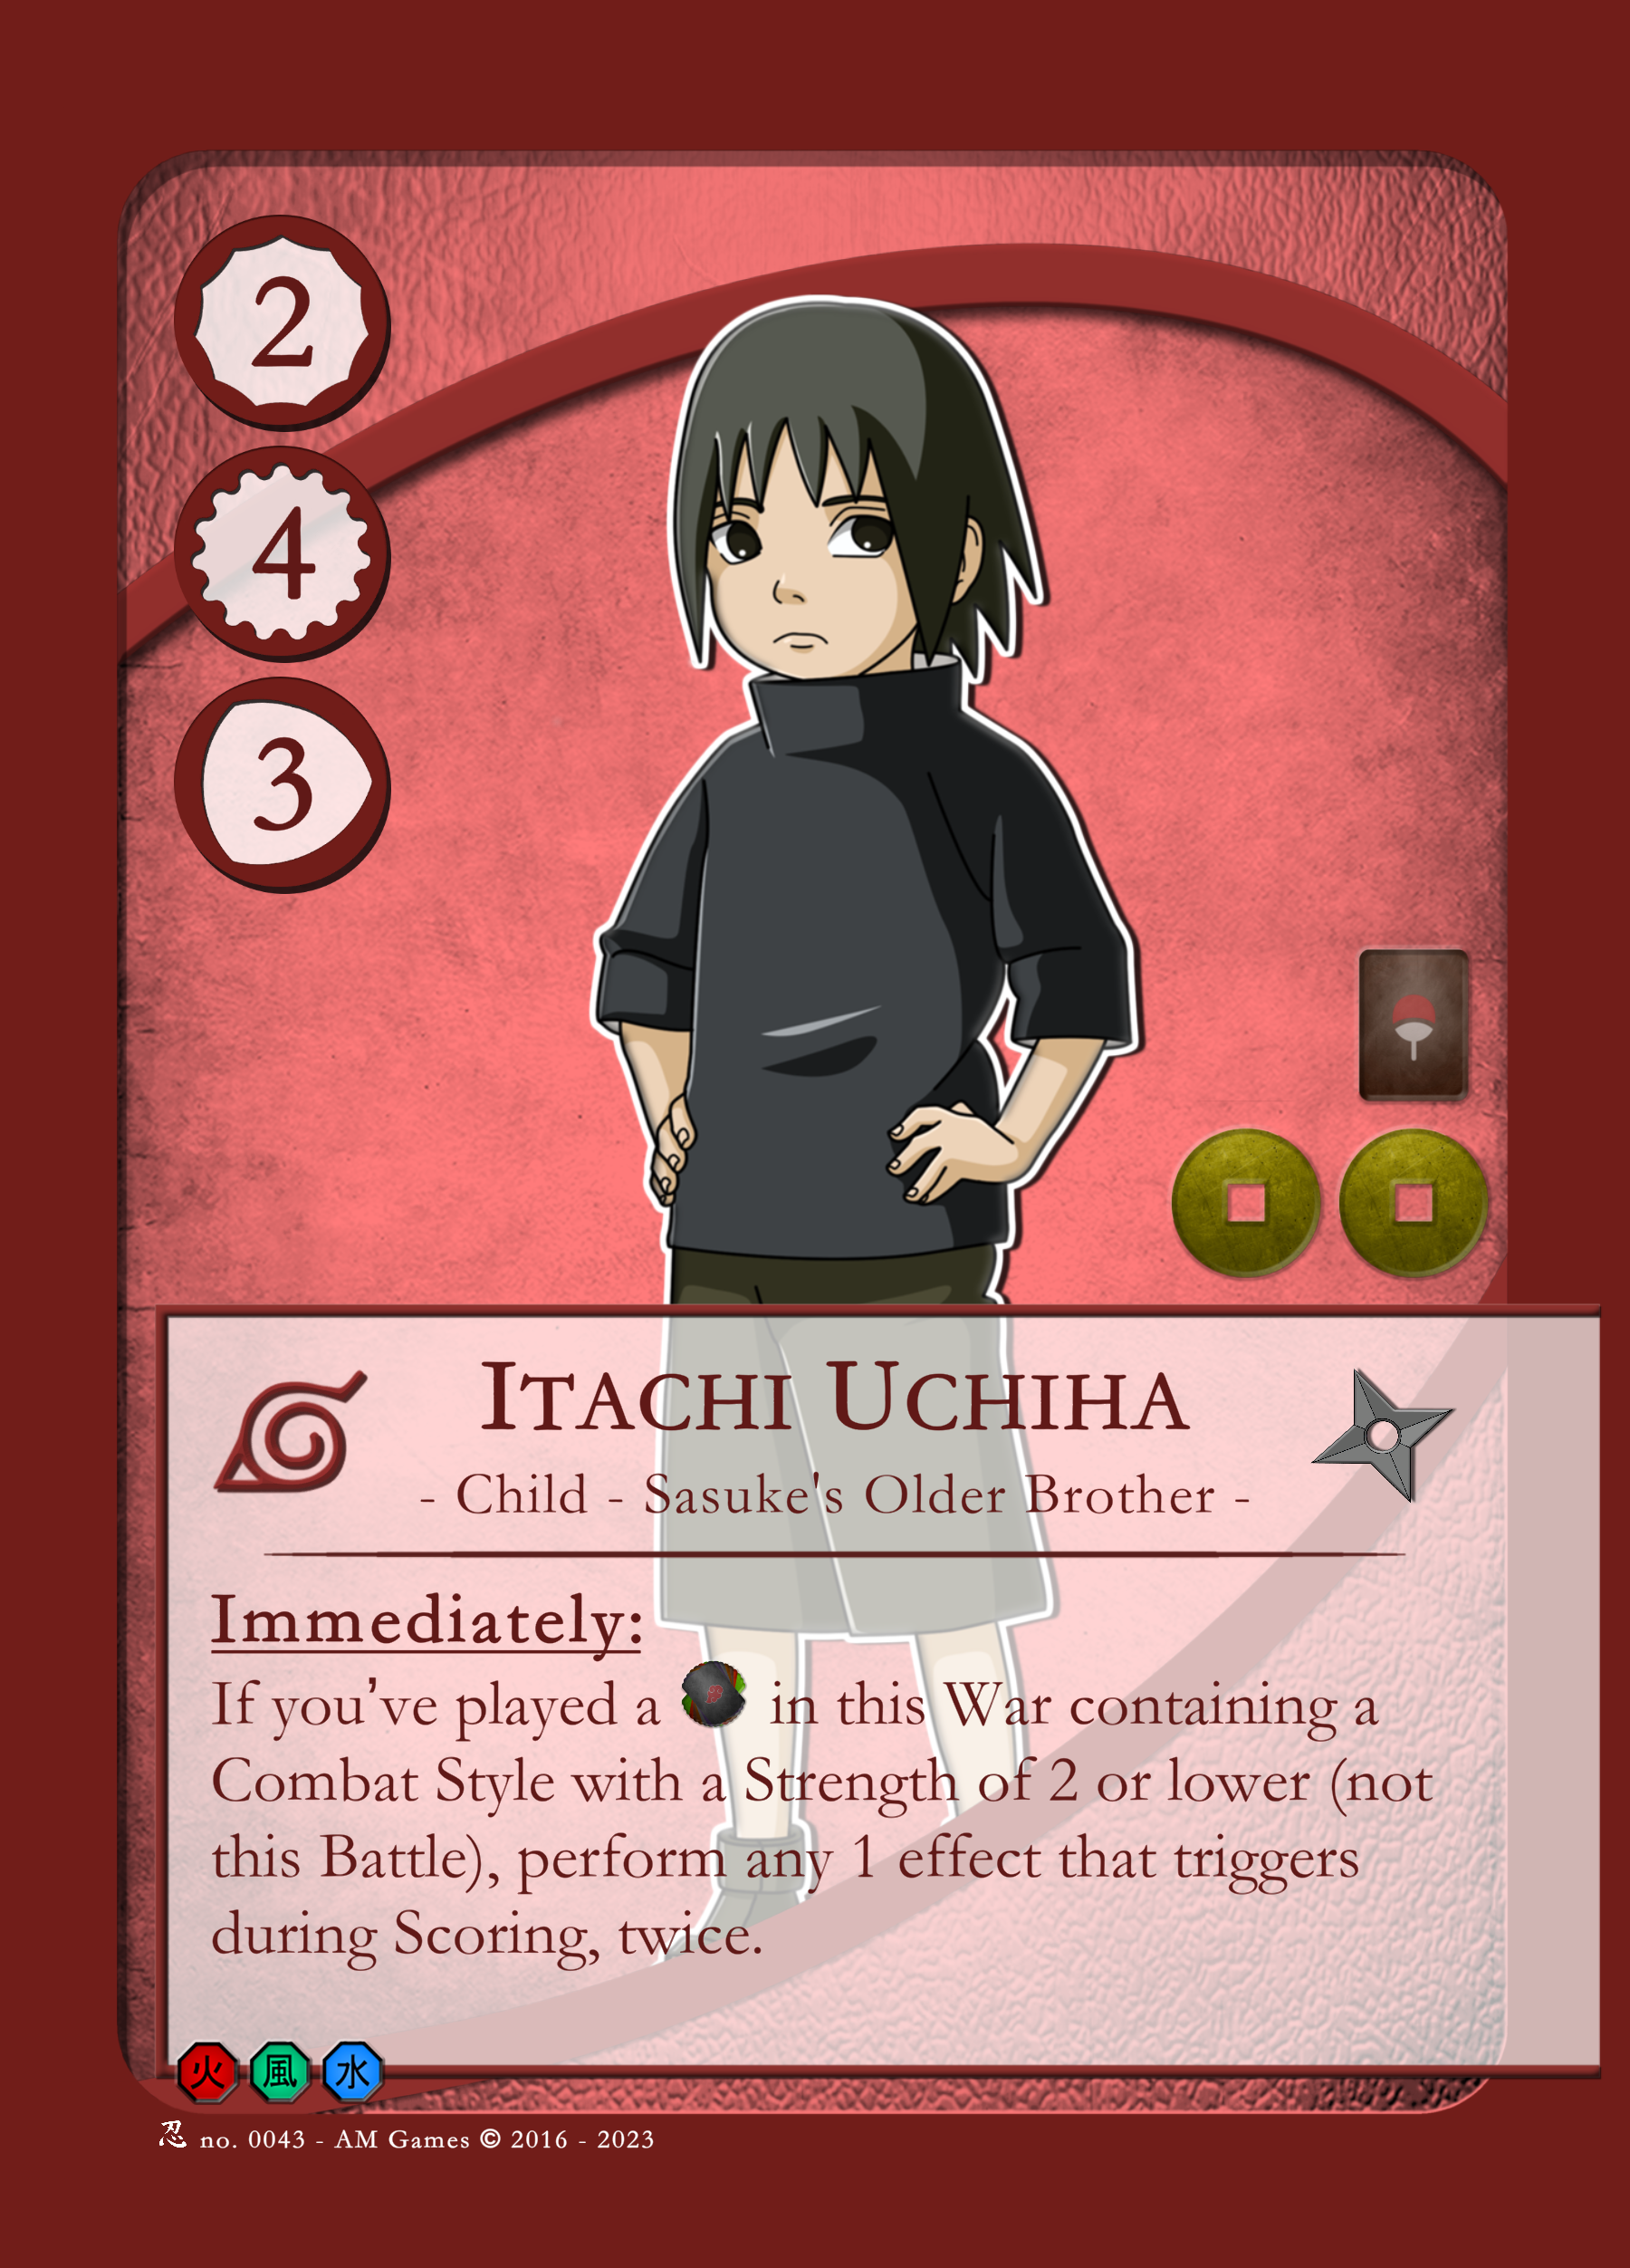 2
4
3
Itachi Uchiha
- Child - Sasuke's Older Brother -
Immediately:
If you've played a in this War containing a
Combat Style with a Strength of 2 or lower (not
this Battle), perform any 1 effect that triggers
during Scoring, twice.
火 風 水
忍 no. 0043 - AM Games © 2016 - 2023